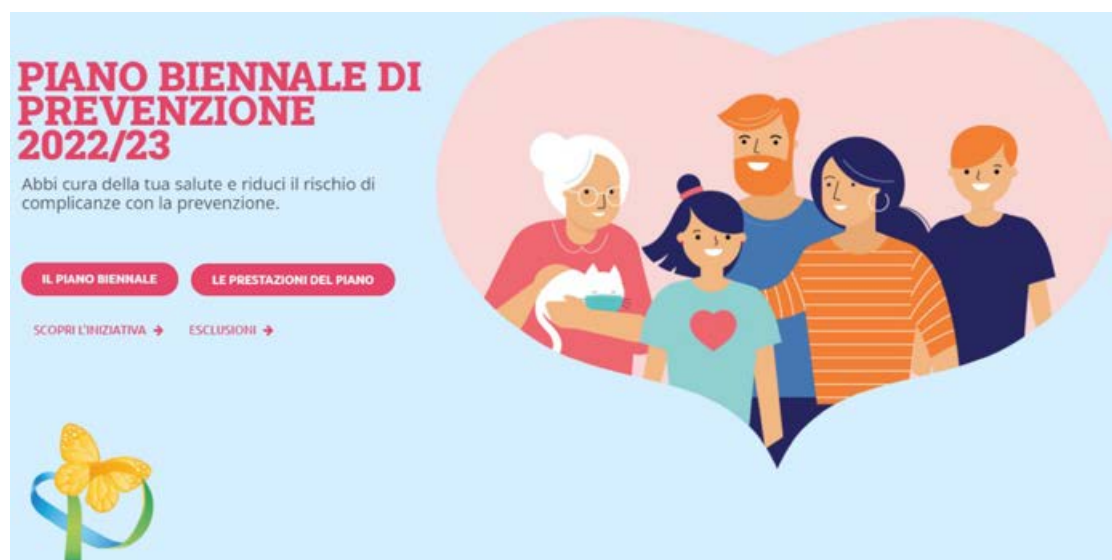 PIANO BIENNALE DI
PREVENZIONE
2022/23
Abbi cura della tua salute e riduci il rischio di
complicanze con la prevenzione.
IL PIANO BIENNALE LE PRESTAZIONI DEL PIANO
SCOPRI L'INIZIATIVA → ESCLUSIONI →